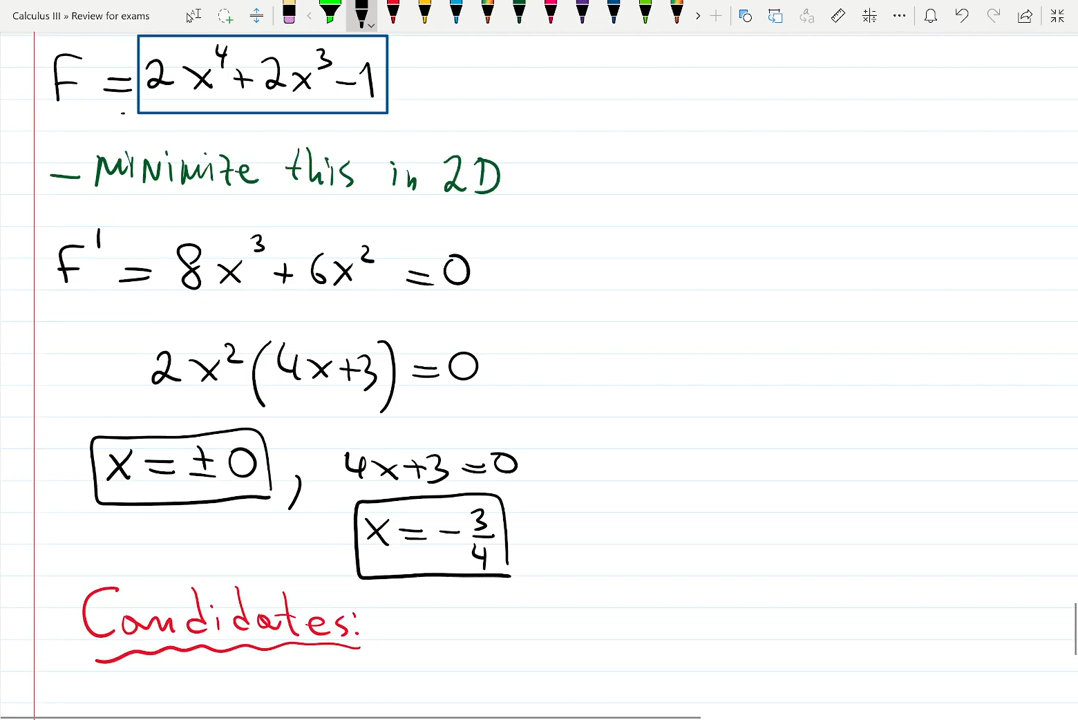 Calculus III » Review for exams
F = 2x⁴+2x³-1
- Minimize this in 2D
F' = 8x³ + 6x² = 0
2x²(4x+3) = 0
x = ±0, 4x+3=0
x = -3/4
Candidates: